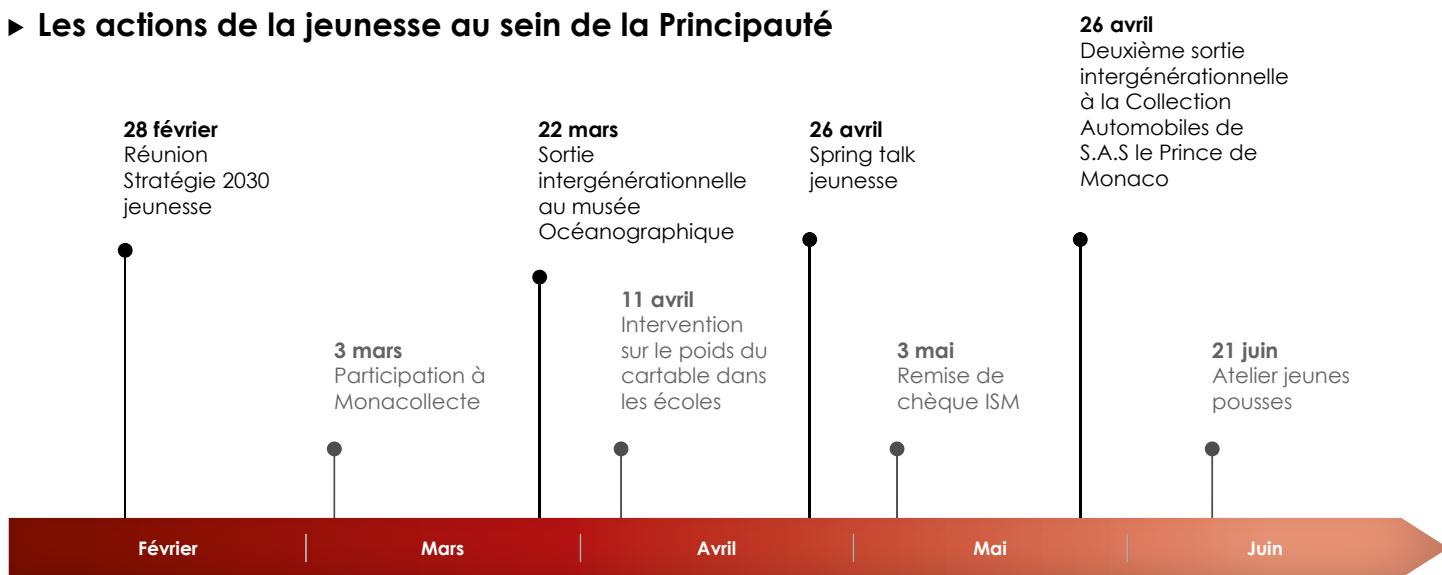 ▸ Les actions de la jeunesse au sein de la Principauté
28 février
Réunion
Stratégie 2030
jeunesse
3 mars
Participation à
Monacollecte
22 mars
Sortie
intergénérationnelle
au musée
Océanographique
11 avril
Intervention
sur le poids du
cartable dans
les écoles
26 avril
Spring talk
jeunesse
3 mai
Remise de
chèque ISM
26 avril
Deuxième sortie
intergénérationnelle
à la Collection
Automobiles de
S.A.S le Prince de
Monaco
21 juin
Atelier jeunes
pousses
Février
Mars
Avril
Mai
Juin